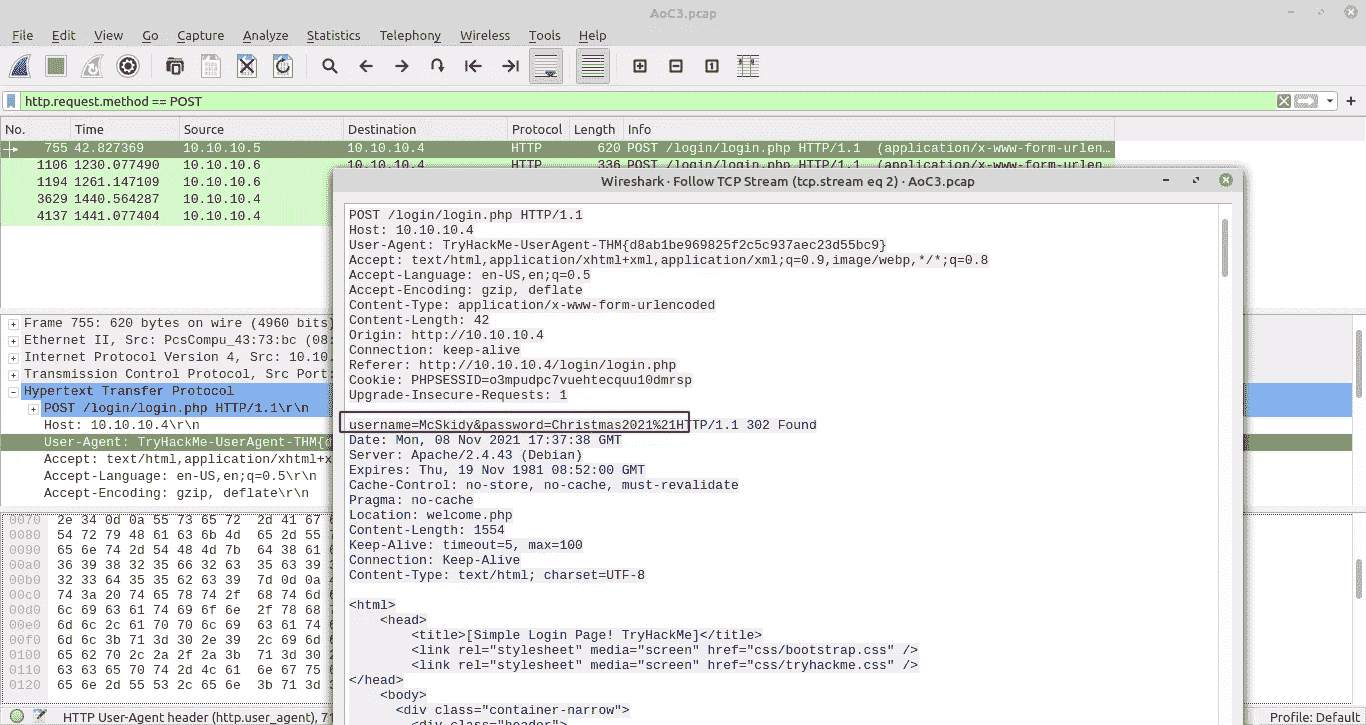 AoC3.pcap
File Edit View Go Capture Analyze Statistics Telephony Wireless Tools Help
http.request.method == POST
No. Time Source Destination Protocol Length Info
755 42.827369 10.10.10.5 10.10.10.4 HTTP 620 POST /login/login.php HTTP/1.1 (application/x-www-form-urlen…
1106 1230.077490 10.10.10.6 10.10.10.4 HTTP 336 POST /login/login.php HTTP/1.1 (application/x-www-form-urlen…
1194 1261.147109 10.10.10.6
3629 1440.564287 10.10.10.4
4137 1441.077404 10.10.10.4
Wireshark · Follow TCP Stream (tcp.stream eq 2) · AoC3.pcap
POST /login/login.php HTTP/1.1
Host: 10.10.10.4
User-Agent: TryHackMe-UserAgent-THM{d8ab1be969825f2c5c937aec23d55bc9}
Accept: text/html,application/xhtml+xml,application/xml;q=0.9,image/webp,*/*;q=0.8
Accept-Language: en-US,en;q=0.5
Accept-Encoding: gzip, deflate
Content-Type: application/x-www-form-urlencoded
Content-Length: 42
Origin: http://10.10.10.4
Connection: keep-alive
Referer: http://10.10.10.4/login/login.php
Cookie: PHPSESSID=o3mpudpc7vuehtecquu10dmrsp
Upgrade-Insecure-Requests: 1
username=McSkidy&password=Christmas2021%21HTTP/1.1 302 Found
Date: Mon, 08 Nov 2021 17:37:38 GMT
Server: Apache/2.4.43 (Debian)
Expires: Thu, 19 Nov 1981 08:52:00 GMT
Cache-Control: no-store, no-cache, must-revalidate
Pragma: no-cache
Location: welcome.php
Content-Length: 1554
Keep-Alive: timeout=5, max=100
Connection: Keep-Alive
Content-Type: text/html; charset=UTF-8
<html>
<head>
<title>[Simple Login Page! TryHackMe]</title>
<link rel="stylesheet" media="screen" href="css/bootstrap.css" />
<link rel="stylesheet" media="screen" href="css/tryhackme.css" />
</head>
<body>
<div class="container-narrow">
<div class="header">
Frame 755: 620 bytes on wire (4960 bits)
Ethernet II, Src: PcsCompu_43:73:bc (08:
Internet Protocol Version 4, Src: 10.10.
Transmission Control Protocol, Src Port:
Hypertext Transfer Protocol
POST /login/login.php HTTP/1.1\r\n
Host: 10.10.10.4\r\n
User-Agent: TryHackMe-UserAgent-THM{d
Accept: text/html,application/xhtml+x
Accept-Language: en-US,en;q=0.5\r\n
Accept-Encoding: gzip, deflate\r\n
0070 2e 34 0d 0a 55 73 65 72 2d 41 67
0080 54 72 79 48 61 63 6b 4d 65 2d 55
0090 65 6e 74 2d 54 48 4d 7b 64 38 61
00a0 36 39 38 32 35 66 32 63 35 63 39
00b0 32 33 64 35 35 62 63 39 7d 0d 0a
00c0 74 3a 20 74 65 78 74 2f 68 74 6d
00d0 6c 69 63 61 74 69 6f 6e 2f 78 68
00e0 6d 6c 2c 61 70 70 6c 69 63 61 74
00f0 6d 6c 3b 71 3d 30 2e 39 2c 69 6d
0100 65 62 70 2c 2a 2f 2a 3b 71 3d 30
0110 63 63 65 70 74 2d 4c 61 6e 67 75
0120 65 6e 2d 55 53 2c 65 6e 3b 71 3d
HTTP User-Agent header (http.user_agent), 71
Profile: Default